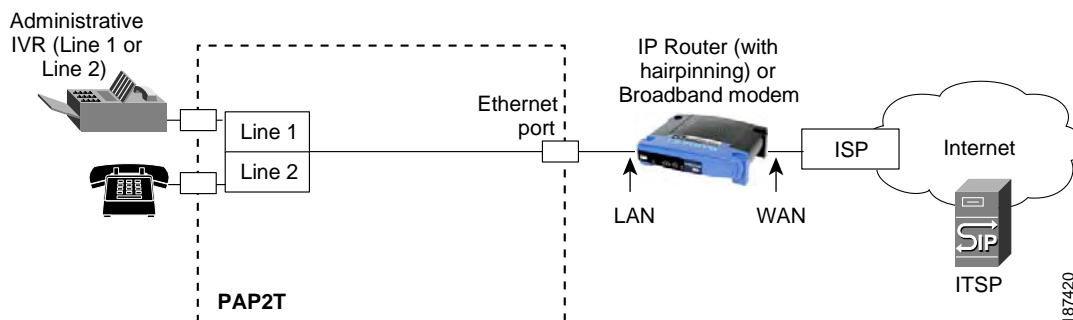 Administrative
IVR (Line 1 or
Line 2)
Line 1
Line 2
Ethernet
port
PAP2T
IP Router (with
hairpinning) or
Broadband modem
LAN
WAN
ISP
Internet
SIP
ITSP
187420